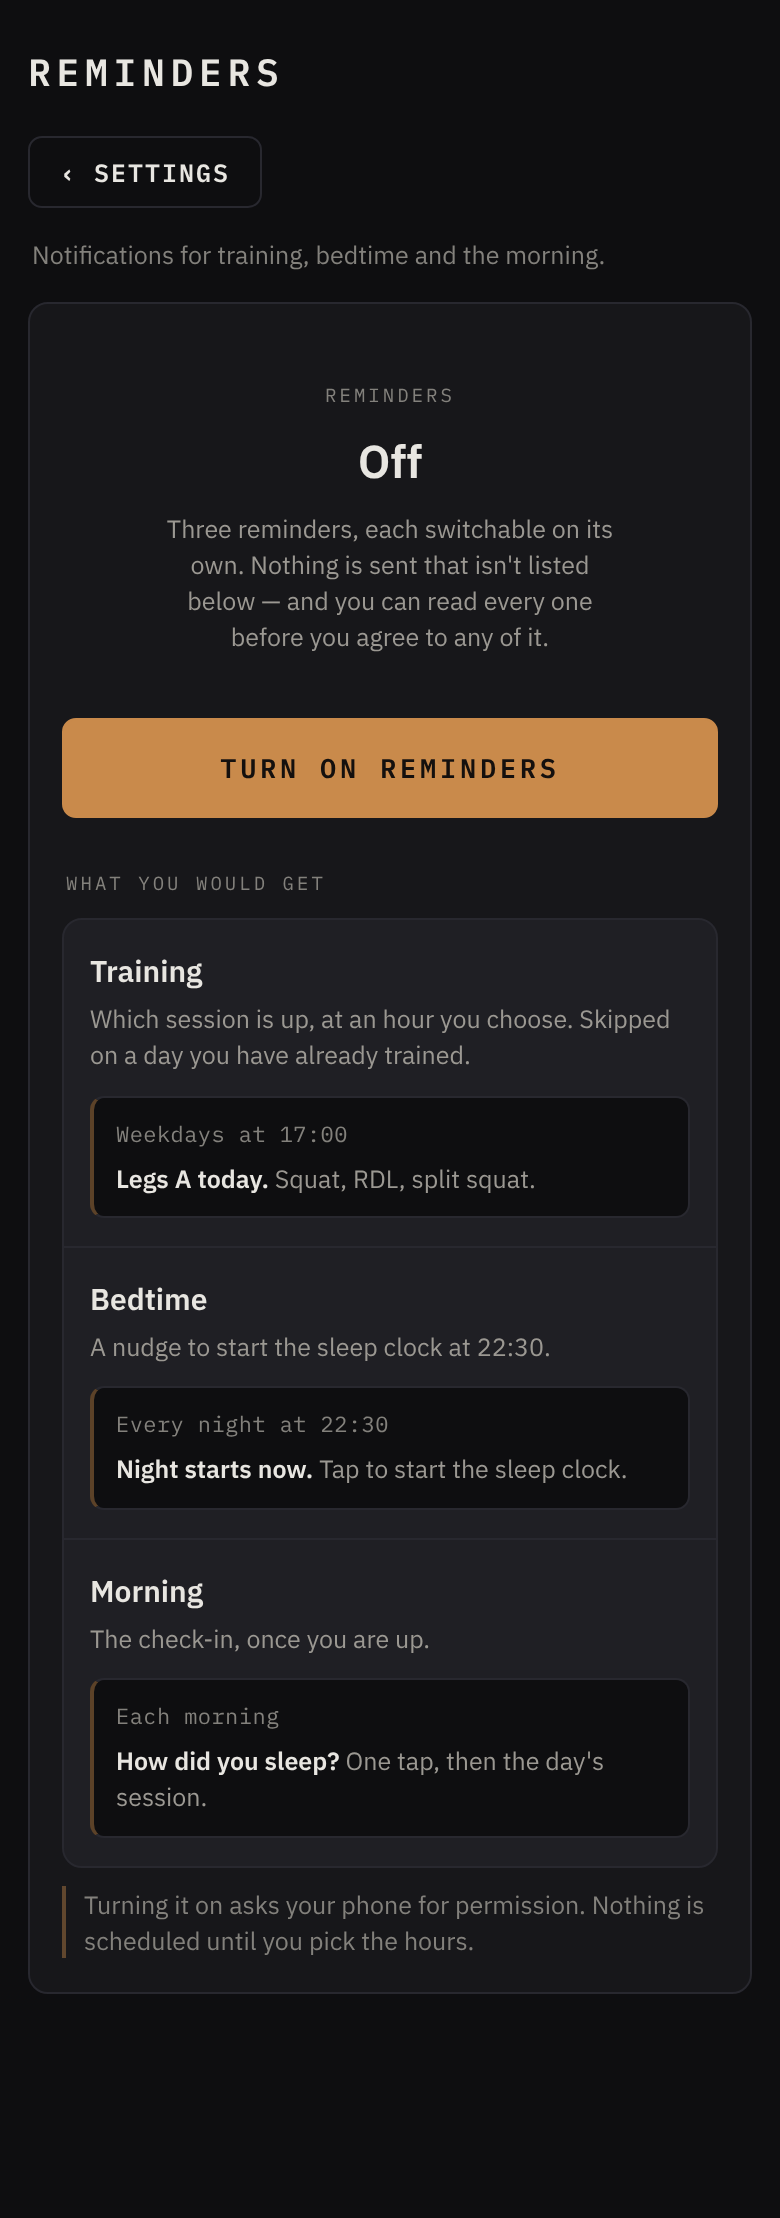 REMINDERS
‹ SETTINGS
Notifications for training, bedtime and the morning.
REMINDERS
Off
Three reminders, each switchable on its
own. Nothing is sent that isn't listed
below — and you can read every one
before you agree to any of it.
TURN ON REMINDERS
WHAT YOU WOULD GET
Training
Which session is up, at an hour you choose. Skipped
on a day you have already trained.
Weekdays at 17:00
Legs A today. Squat, RDL, split squat.
Bedtime
A nudge to start the sleep clock at 22:30.
Every night at 22:30
Night starts now. Tap to start the sleep clock.
Morning
The check-in, once you are up.
Each morning
How did you sleep? One tap, then the day's
session.
Turning it on asks your phone for permission. Nothing is
scheduled until you pick the hours.